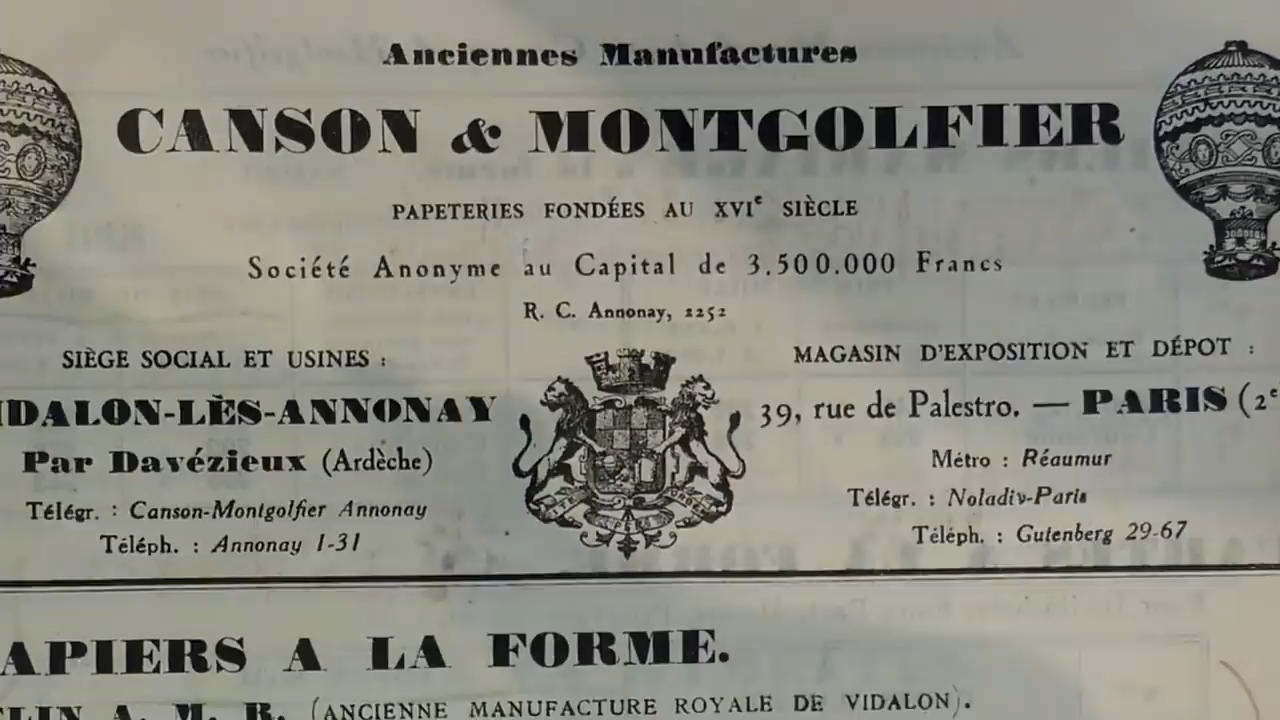 Anciennes Manufactures
CANSON & MONTGOLFIER
PAPETERIES FONDÉES AU XVIe SIÈCLE
Société Anonyme au Capital de 3.500.000 Francs
R. C. Annonay, 2252
SIÈGE SOCIAL ET USINES :
IDALON-LÈS-ANNONAY
Par Davézieux (Ardèche)
Télégr. : Canson-Montgolfier Annonay
Téléph. : Annonay 1-31
MAGASIN D'EXPOSITION ET DÉPOT :
39, rue de Palestro. — PARIS (2e
Métro : Réaumur
Télégr. : Noladiv-Paris
Téléph. : Gutenberg 29-67
APIERS A LA FORME.
LIN A. M. R. (ANCIENNE MANUFACTURE ROYALE DE VIDALON).